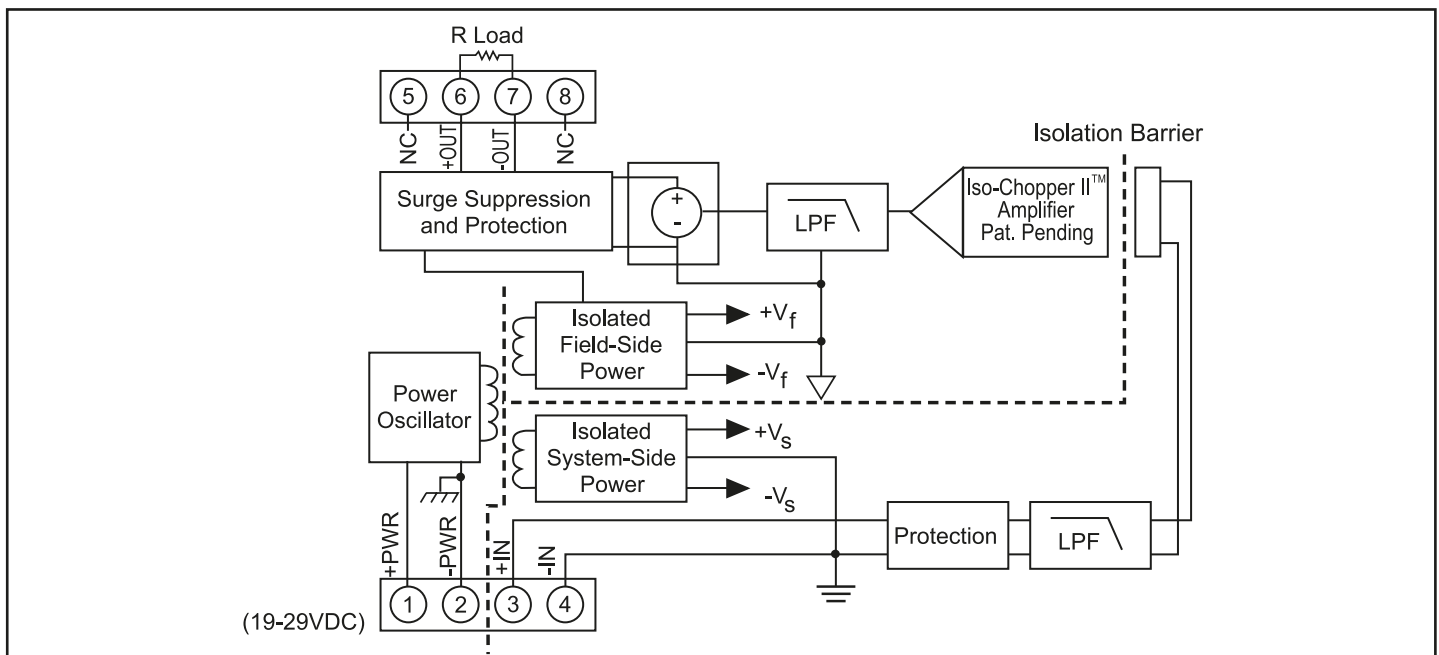 R Load
5
6
7
8
NC
+OUT
-OUT
NC
Isolation Barrier
Surge Suppression
and Protection
+
-
LPF
Iso-Chopper II™
Amplifier
Pat. Pending
Isolated
Field-Side
Power
+Vf
-Vf
Power
Oscillator
Isolated
System-Side
Power
+Vs
-Vs
+PWR
-PWR
+IN
-IN
Protection
LPF
1
2
3
4
(19-29VDC)